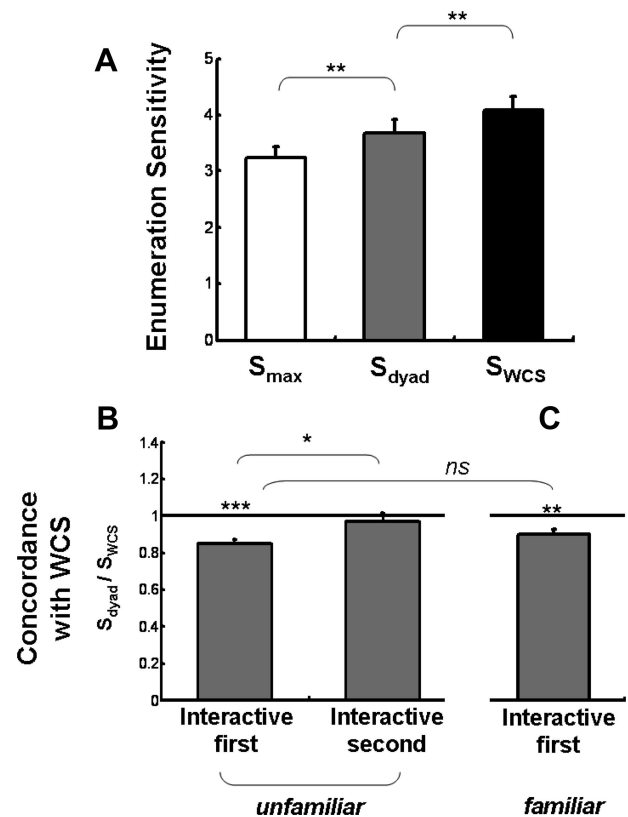 A
**
**
Enumeration Sensitivity
5
4
3
2
1
0
Smax
Sdyad
SWCS
B
C
Concordance
with WCS
Sdyad / SWCS
1.4
1.2
1
0.8
0.6
0.4
0.2
0
*
ns
***
**
Interactive
first
Interactive
second
Interactive
first
unfamiliar
familiar